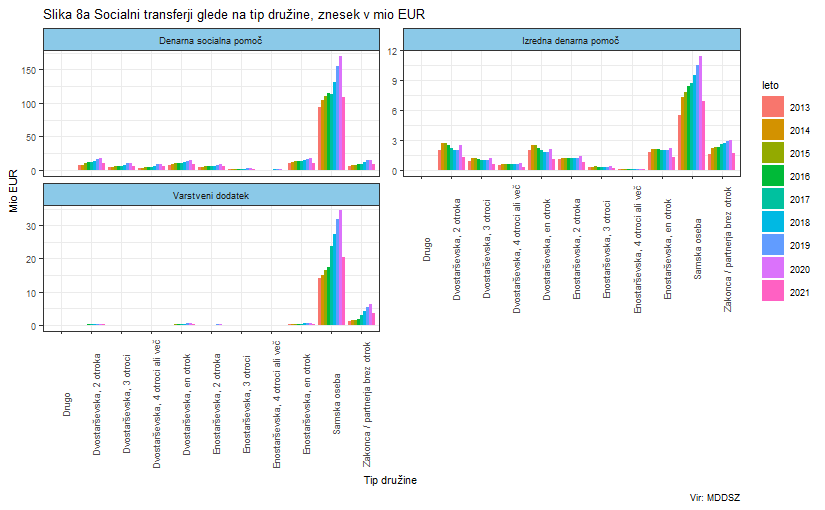 Slika 8a Socialni transferji glede na tip družine, znesek v mio EUR
Denarna socialna pomoč
150
100
50
0
Izredna denarna pomoč
12
9
6
3
0
Varstveni dodatek
30
20
10
0
Mio EUR
Drugo
Dvostarševska, 2 otroka
Dvostarševska, 3 otroci
Dvostarševska, 4 otroci ali več
Dvostarševska, en otrok
Enostarševska, 2 otroka
Enostarševska, 3 otroci
Enostarševska, 4 otroci ali več
Enostarševska, en otrok
Samska oseba
Zakonca / partnerja brez otrok
Drugo
Dvostarševska, 2 otroka
Dvostarševska, 3 otroci
Dvostarševska, 4 otroci ali več
Dvostarševska, en otrok
Enostarševska, 2 otroka
Enostarševska, 3 otroci
Enostarševska, 4 otroci ali več
Enostarševska, en otrok
Samska oseba
Zakonca / partnerja brez otrok
Tip družine
leto
2013
2014
2015
2016
2017
2018
2019
2020
2021
Vir: MDDSZ